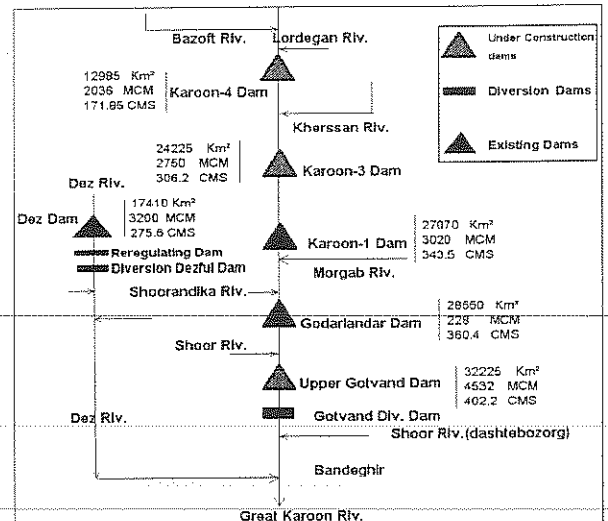 Bazoft Riv.
Lordegan Riv.
12985 Km²
2036 MCM
171.65 CMS
Karoon-4 Dam
Kherssan Riv.
24225 Km²
2750 MCM
306.2 CMS
Karoon-3 Dam
Dez Riv.
Dez Dam
17410 Km²
3200 MCM
275.6 CMS
Reregulating Dam
Diversion Dezful Dam
Karoon-1 Dam
27070 Km²
3020 MCM
343.5 CMS
Morgab Riv.
Shoorandika Riv.
Godarlandar Dam
28550 Km²
228 MCM
360.4 CMS
Shoor Riv.
Upper Gotvand Dam
32225 Km²
4532 MCM
402.2 CMS
Gotvand Div. Dam
Dez Riv.
Shoor Riv.(dashtebozorg)
Bandeghir
Great Karoon Riv.
Under Construction
dams
Diversion Dams
Existing Dams